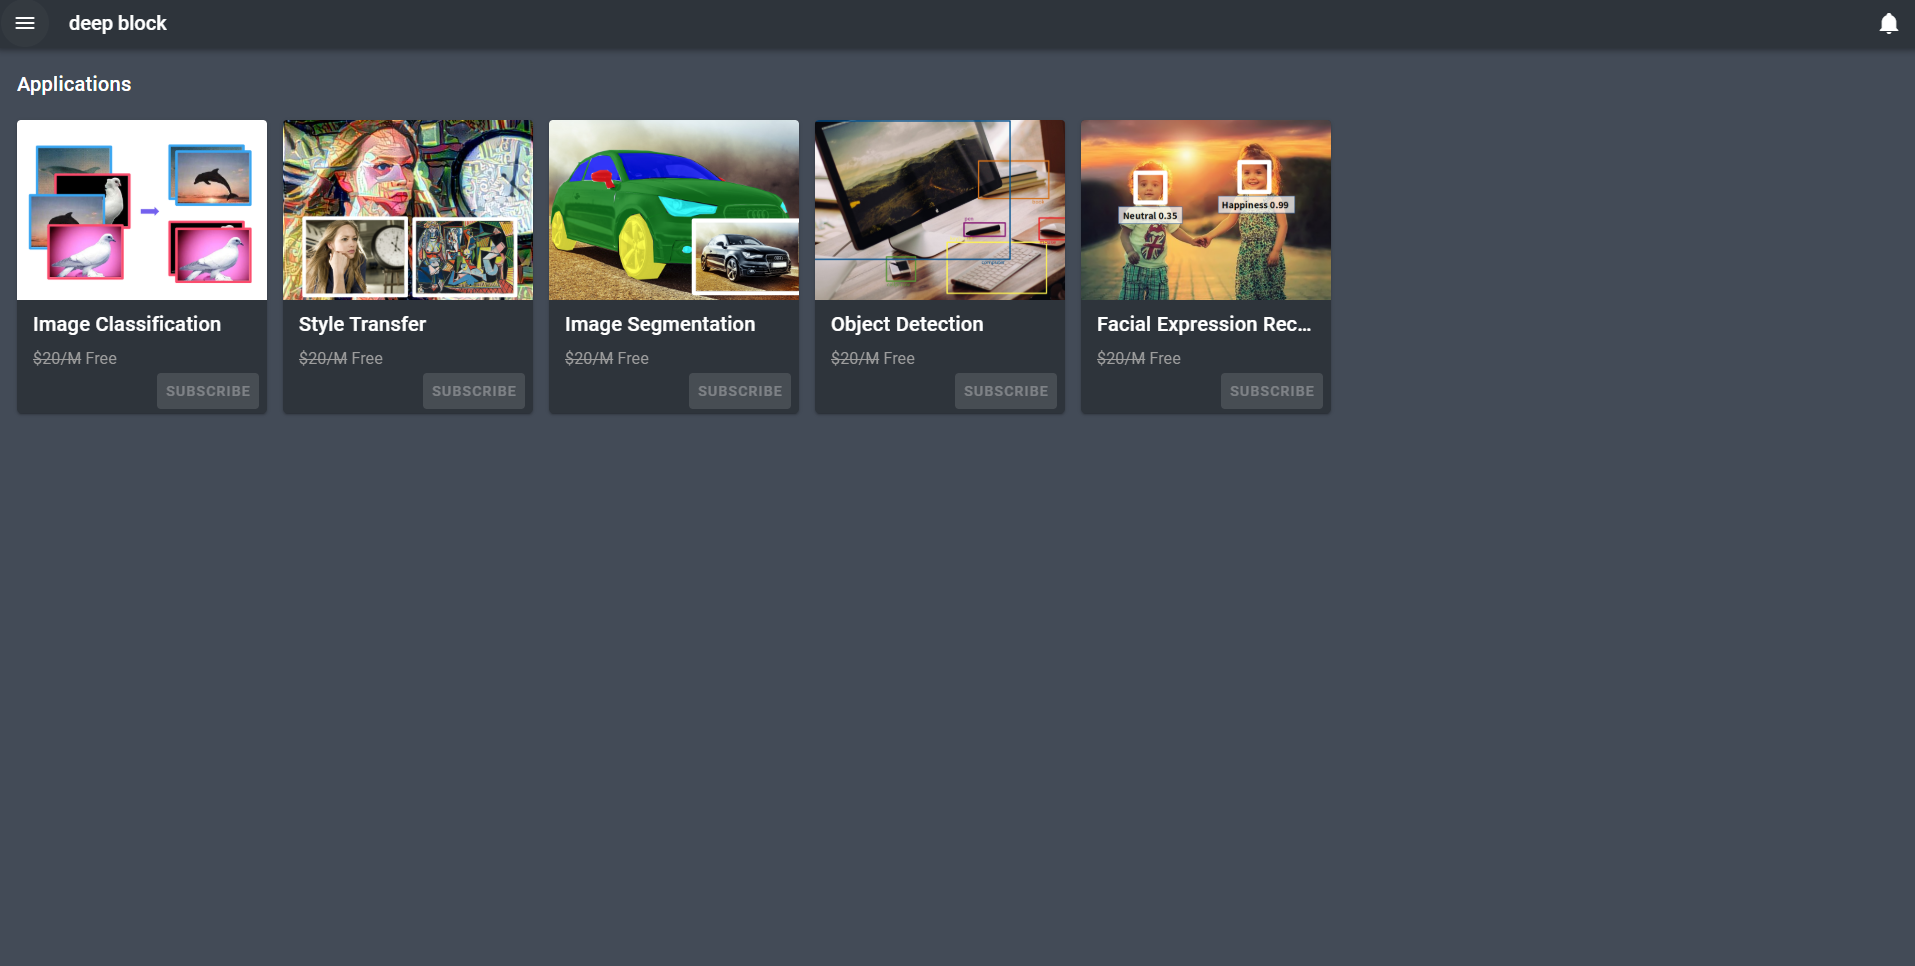 deep block
Applications
Neutral 0.35
Happiness 0.99
Image Classification
$20/M Free
SUBSCRIBE
Style Transfer
$20/M Free
SUBSCRIBE
Image Segmentation
$20/M Free
SUBSCRIBE
Object Detection
$20/M Free
SUBSCRIBE
Facial Expression Rec...
$20/M Free
SUBSCRIBE